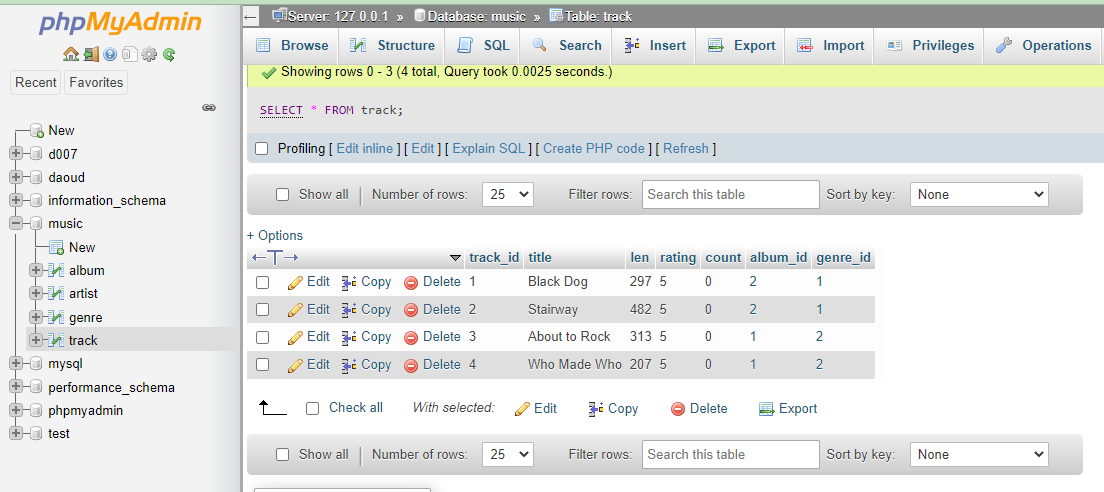 phpMyAdmin
Recent Favorites
New
d007
daoud
information_schema
music
New
album
artist
genre
track
mysql
performance_schema
phpmyadmin
test
Server: 127.0.0.1 » Database: music » Table: track
Browse Structure SQL Search Insert Export Import Privileges Operations
Showing rows 0 - 3 (4 total, Query took 0.0025 seconds.)
SELECT * FROM track;
Profiling [ Edit inline ] [ Edit ] [ Explain SQL ] [ Create PHP code ] [ Refresh ]
Show all Number of rows: 25 Filter rows: Search this table Sort by key: None
+ Options
track_id title len rating count album_id genre_id
Edit Copy Delete 1 Black Dog 297 5 0 2 1
Edit Copy Delete 2 Stairway 482 5 0 2 1
Edit Copy Delete 3 About to Rock 313 5 0 1 2
Edit Copy Delete 4 Who Made Who 207 5 0 1 2
Check all With selected: Edit Copy Delete Export
Show all Number of rows: 25 Filter rows: Search this table Sort by key: None